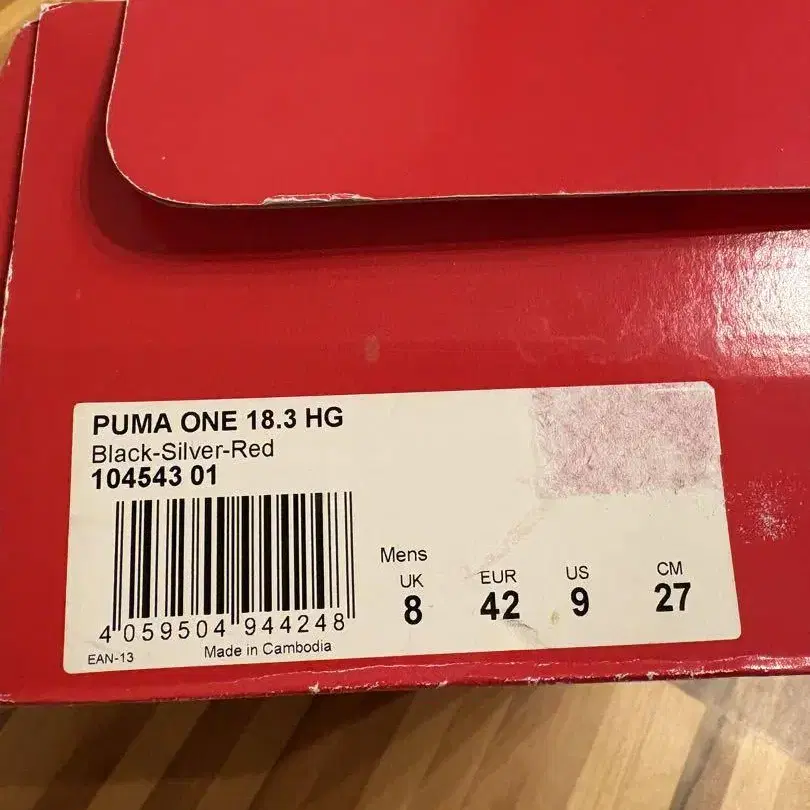 PUMA ONE 18.3 HG
Black-Silver-Red
104543 01
4 059504 944248
EAN-13
Made in Cambodia
Mens
UK EUR US CM
8 42 9 27